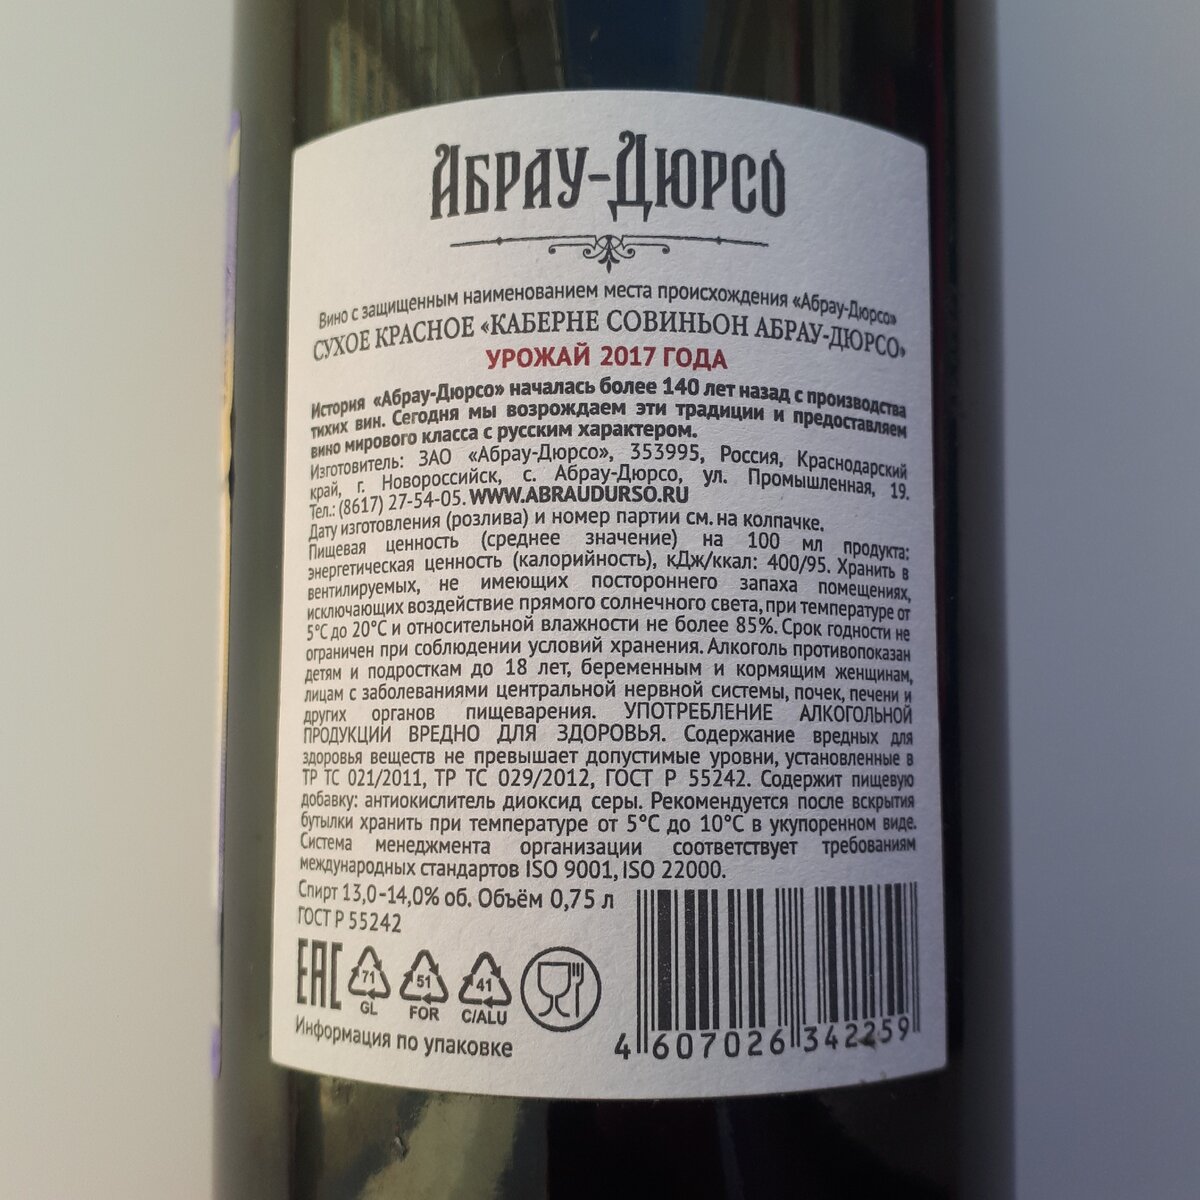 АБРАУ-ДЮРСО
Вино с защищенным наименованием места происхождения «Абрау-Дюрсо»
СУХОЕ КРАСНОЕ «КАБЕРНЕ СОВИНЬОН АБРАУ-ДЮРСО»
УРОЖАЙ 2017 ГОДА
История «Абрау-Дюрсо» началась более 140 лет назад с производства
тихих вин. Сегодня мы возрождаем эти традиции и предоставляем
вино мирового класса с русским характером.
Изготовитель: ЗАО «Абрау-Дюрсо», 353995, Россия, Краснодарский
край, г. Новороссийск, с. Абрау-Дюрсо, ул. Промышленная, 19.
Тел.: (8617) 27-54-05. WWW.ABRAUDURSO.RU
Дату изготовления (розлива) и номер партии см. на колпачке.
Пищевая ценность (среднее значение) на 100 мл продукта:
энергетическая ценность (калорийность), кДж/ккал: 400/95. Хранить в
вентилируемых, не имеющих постороннего запаха помещениях,
исключающих воздействие прямого солнечного света, при температуре от
5°С до 20°С и относительной влажности не более 85%. Срок годности не
ограничен при соблюдении условий хранения. Алкоголь противопоказан
детям и подросткам до 18 лет, беременным и кормящим женщинам,
лицам с заболеваниями центральной нервной системы, почек, печени и
других органов пищеварения. УПОТРЕБЛЕНИЕ АЛКОГОЛЬНОЙ
ПРОДУКЦИИ ВРЕДНО ДЛЯ ЗДОРОВЬЯ. Содержание вредных для
здоровья веществ не превышает допустимые уровни, установленные в
ТР ТС 021/2011, ТР ТС 029/2012, ГОСТ Р 55242. Содержит пищевую
добавку: антиокислитель диоксид серы. Рекомендуется после вскрытия
бутылки хранить при температуре от 5°С до 10°С в укупоренном виде.
Система менеджмента организации соответствует требованиям
международных стандартов ISO 9001, ISO 22000.
Спирт 13,0-14,0% об. Объём 0,75 л
ГОСТ Р 55242
EAC 71 51 41
GL FOR C/ALU
Информация по упаковке
4 607026 342259